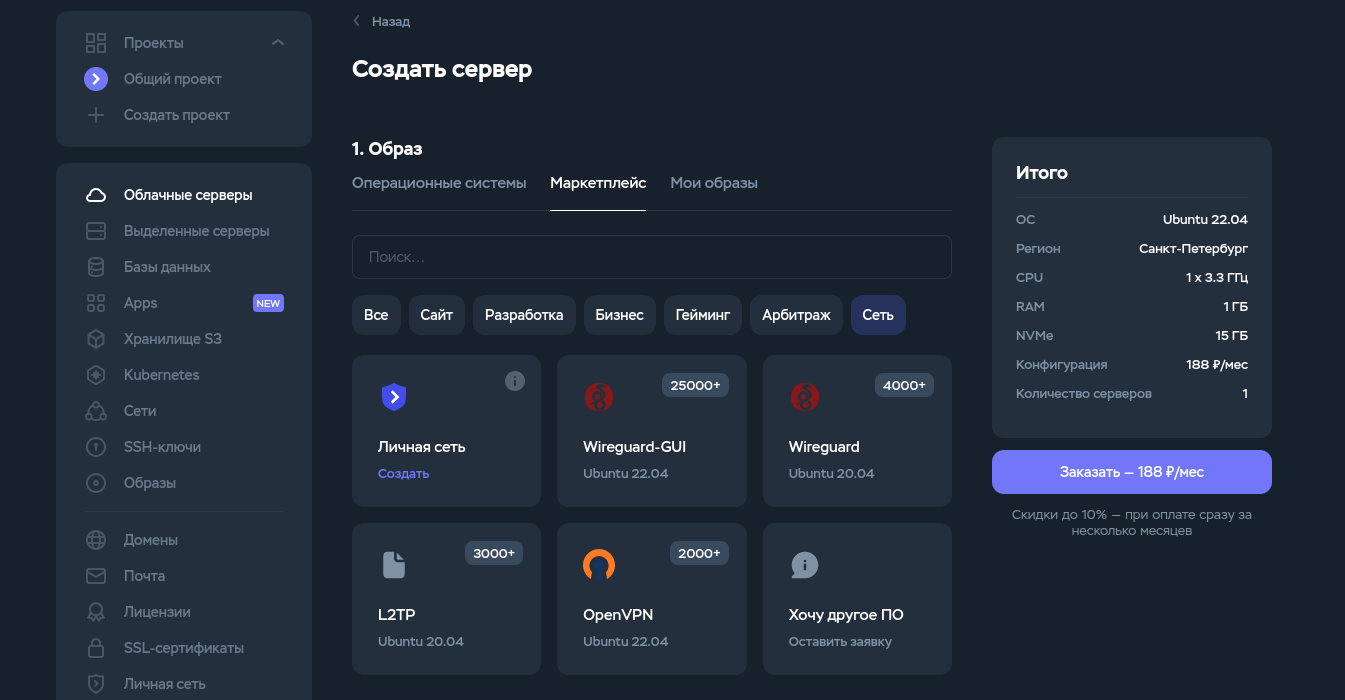 Проекты
Общий проект
Создать проект
Облачные серверы
Выделенные серверы
Базы данных
Apps NEW
Хранилище S3
Kubernetes
Сети
SSH-ключи
Образы
Домены
Почта
Лицензии
SSL-сертификаты
Личная сеть
Назад
Создать сервер
1. Образ
Операционные системы Маркетплейс Мои образы
Поиск...
Все Сайт Разработка Бизнес Гейминг Арбитраж Сеть
Личная сеть
Создать
25000+
Wireguard-GUI
Ubuntu 22.04
4000+
Wireguard
Ubuntu 20.04
3000+
L2TP
Ubuntu 20.04
2000+
OpenVPN
Ubuntu 22.04
Хочу другое ПО
Оставить заявку
Итого
ОС Ubuntu 22.04
Регион Санкт-Петербург
CPU 1 x 3.3 ГГц
RAM 1 ГБ
NVMe 15 ГБ
Конфигурация 188 ₽/мес
Количество серверов 1
Заказать — 188 ₽/мес
Скидки до 10% — при оплате сразу за
несколько месяцев